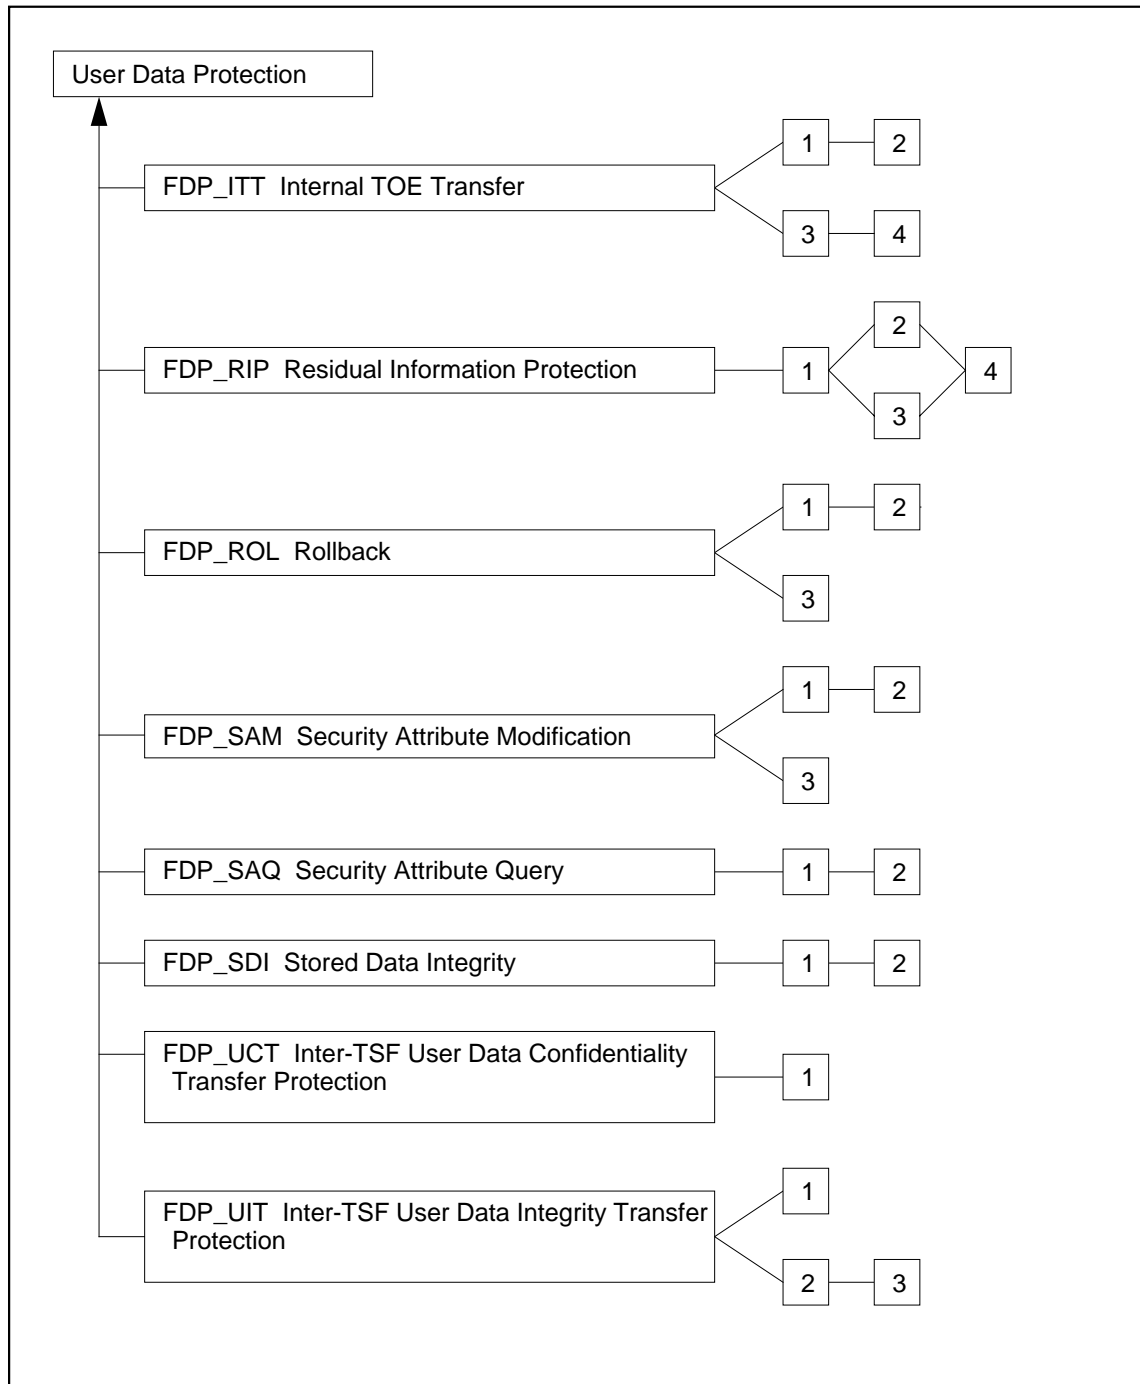 User Data Protection
1 2
FDP_ITT Internal TOE Transfer
3 4
2
FDP_RIP Residual Information Protection 1 4
3
1 2
FDP_ROL Rollback
3
1 2
FDP_SAM Security Attribute Modification
3
FDP_SAQ Security Attribute Query 1 2
FDP_SDI Stored Data Integrity 1 2
FDP_UCT Inter-TSF User Data Confidentiality
Transfer Protection 1
1
FDP_UIT Inter-TSF User Data Integrity Transfer
Protection
2 3